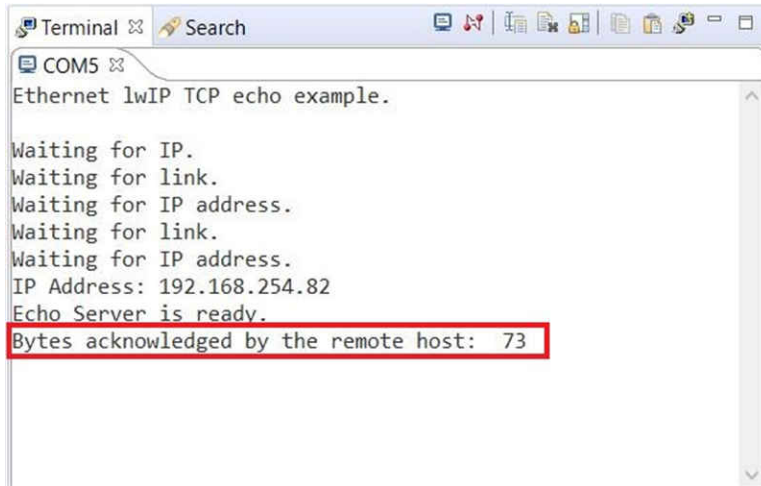 Terminal Search
COM5
Ethernet lwIP TCP echo example.
Waiting for IP.
Waiting for link.
Waiting for IP address.
Waiting for link.
Waiting for IP address.
IP Address: 192.168.254.82
Echo Server is ready.
Bytes acknowledged by the remote host:  73